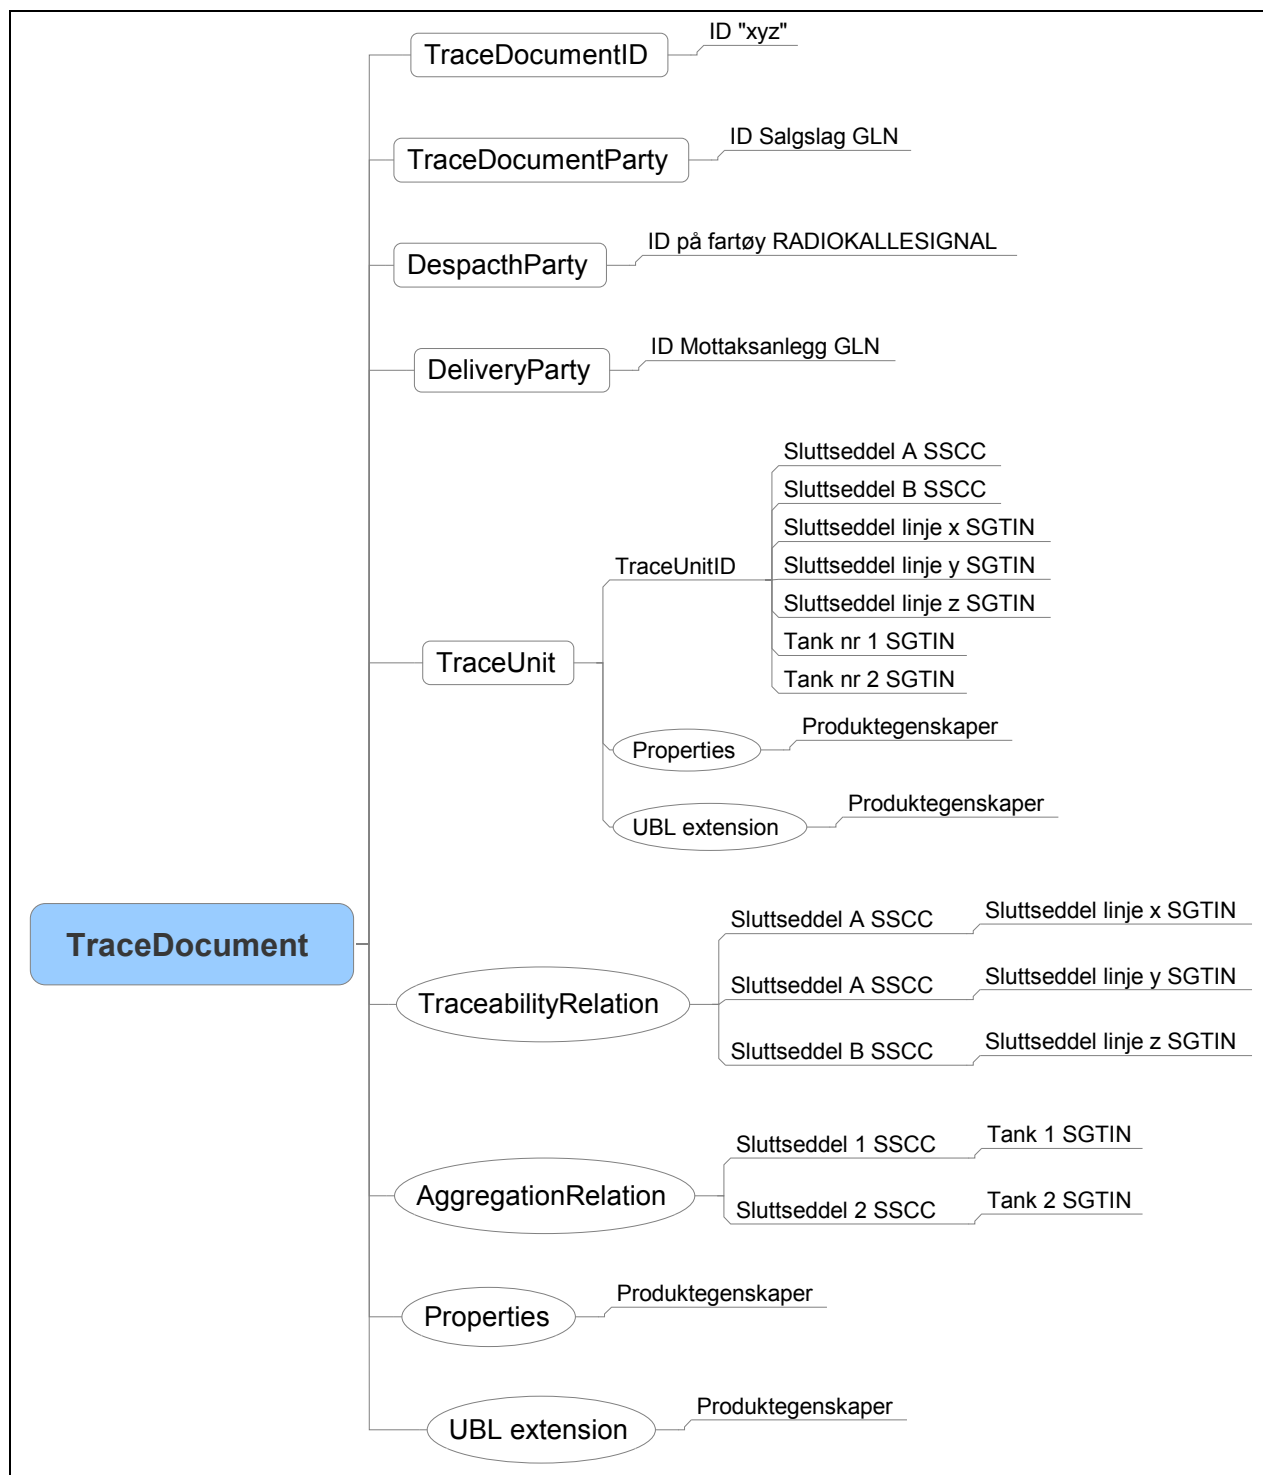 TraceDocumentID
ID "xyz"
TraceDocumentParty
ID Salgslag GLN
DespacthParty
ID på fartøy RADIOKALLESIGNAL
DeliveryParty
ID Mottaksanlegg GLN
TraceUnit
TraceUnitID
Sluttseddel A SSCC
Sluttseddel B SSCC
Sluttseddel linje x SGTIN
Sluttseddel linje y SGTIN
Sluttseddel linje z SGTIN
Tank nr 1 SGTIN
Tank nr 2 SGTIN
Properties
Produktegenskaper
UBL extension
Produktegenskaper
TraceDocument
TraceabilityRelation
Sluttseddel A SSCC
Sluttseddel linje x SGTIN
Sluttseddel A SSCC
Sluttseddel linje y SGTIN
Sluttseddel B SSCC
Sluttseddel linje z SGTIN
AggregationRelation
Sluttseddel 1 SSCC
Tank 1 SGTIN
Sluttseddel 2 SSCC
Tank 2 SGTIN
Properties
Produktegenskaper
UBL extension
Produktegenskaper